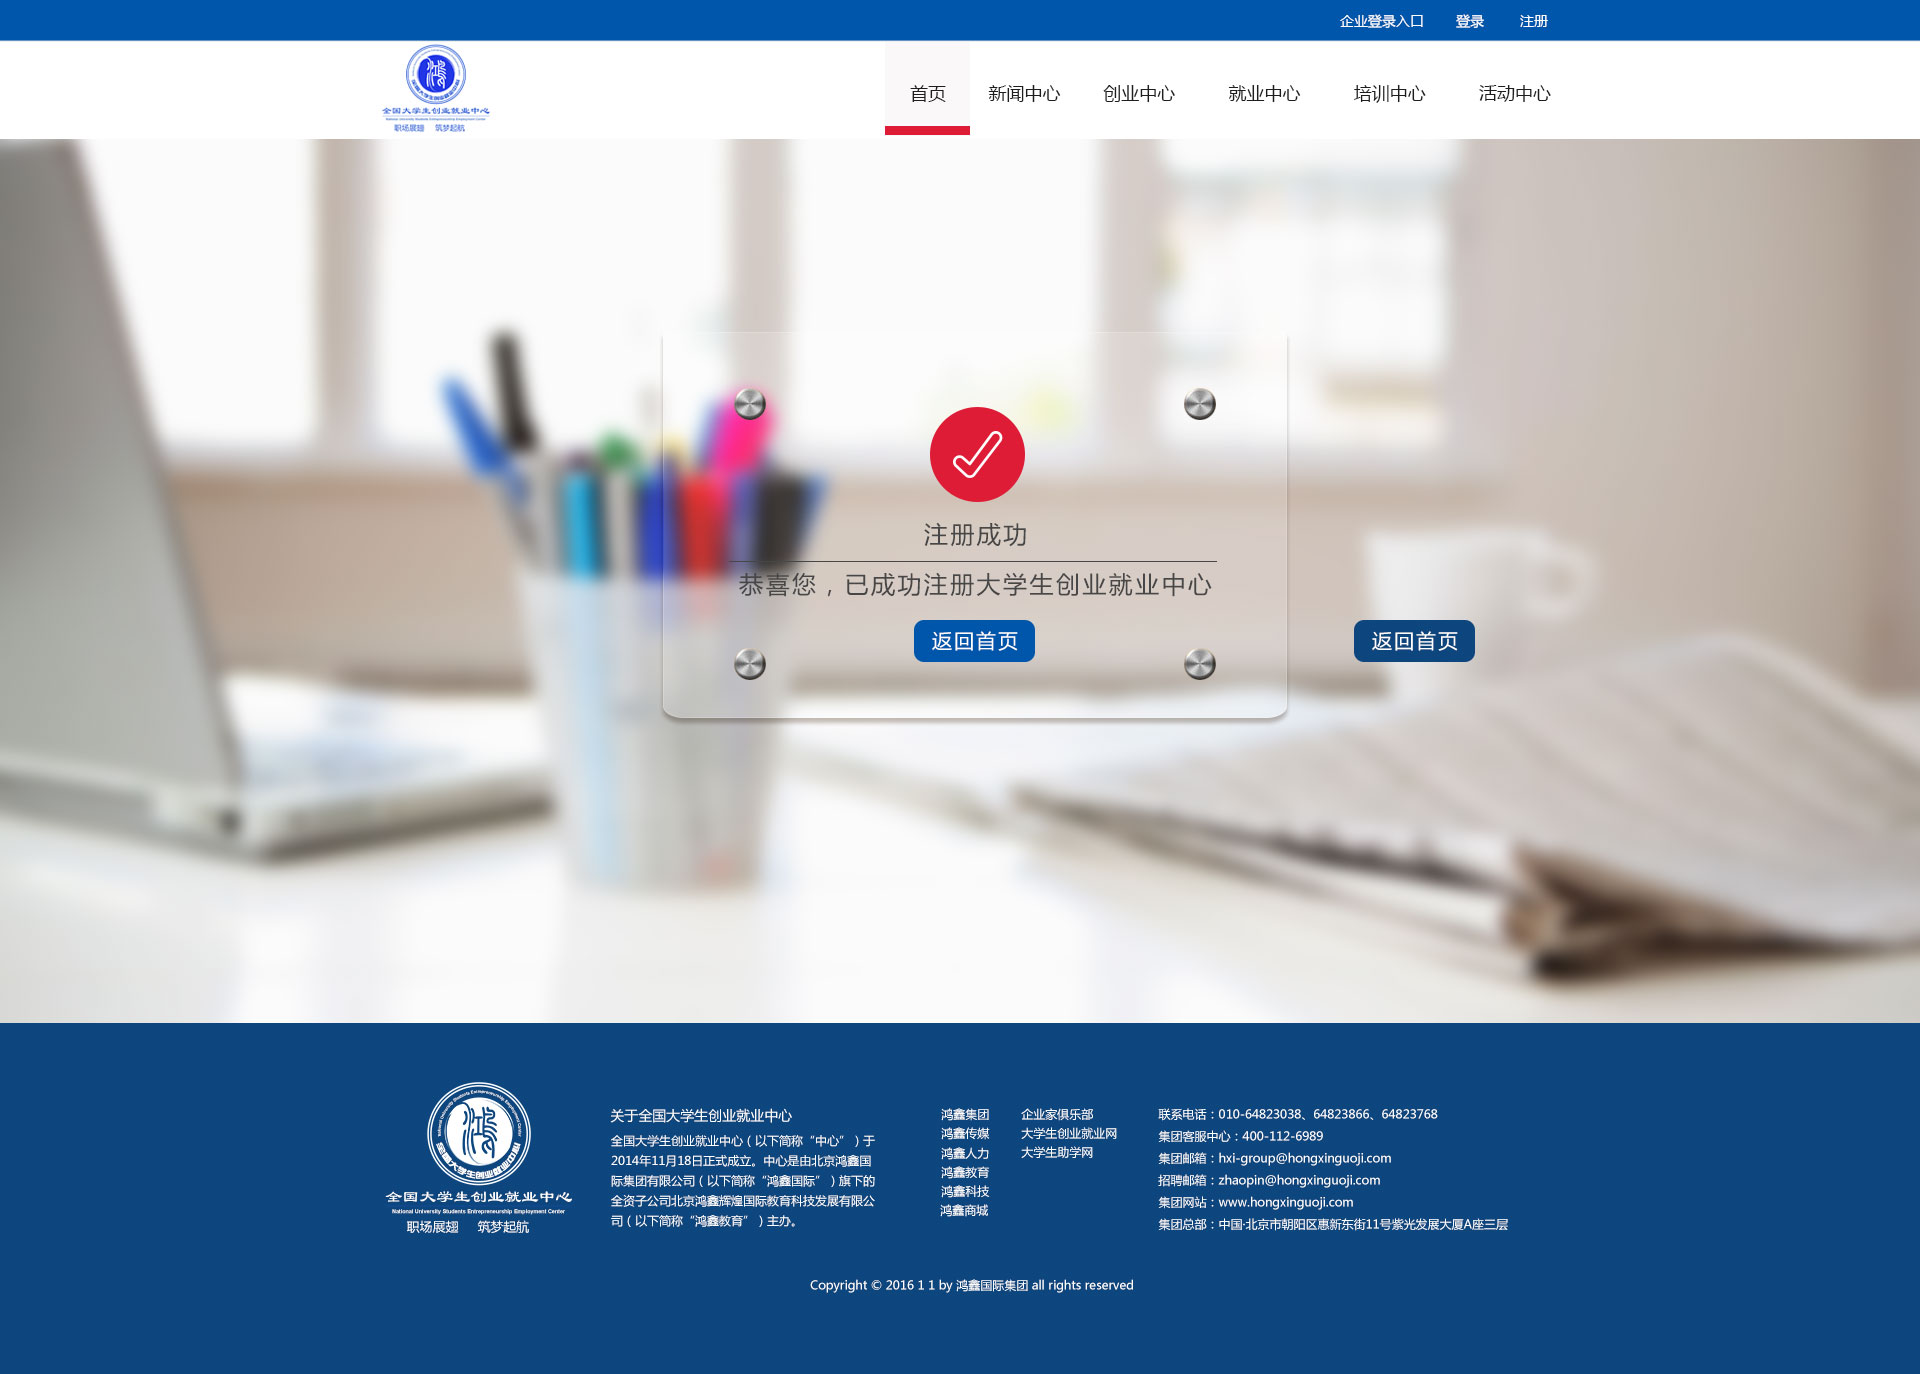 企业登录入口 登录 注册
全国大学生创业就业中心
National University Students Entrepreneurship Employment Center
职场展翅 筑梦起航
首页 新闻中心 创业中心 就业中心 培训中心 活动中心
注册成功
恭喜您，已成功注册大学生创业就业中心
返回首页
返回首页
鸿
全国大学生创业就业中心
National University Students Entrepreneurship Employment Center
职场展翅 筑梦起航
关于全国大学生创业就业中心
全国大学生创业就业中心（以下简称“中心”）于
2014年11月18日正式成立。中心是由北京鸿鑫国
际集团有限公司（以下简称“鸿鑫国际”）旗下的
全资子公司北京鸿鑫辉煌国际教育科技发展有限公
司（以下简称“鸿鑫教育”）主办。
鸿鑫集团
鸿鑫传媒
鸿鑫人力
鸿鑫教育
鸿鑫科技
鸿鑫商城
企业家俱乐部
大学生创业就业网
大学生助学网
联系电话：010-64823038、64823866、64823768
集团客服中心：400-112-6989
集团邮箱：hxi-group@hongxinguoji.com
招聘邮箱：zhaopin@hongxinguoji.com
集团网站：www.hongxinguoji.com
集团总部：中国·北京市朝阳区惠新东街11号紫光发展大厦A座三层
Copyright © 2016 1 1 by 鸿鑫国际集团 all rights reserved